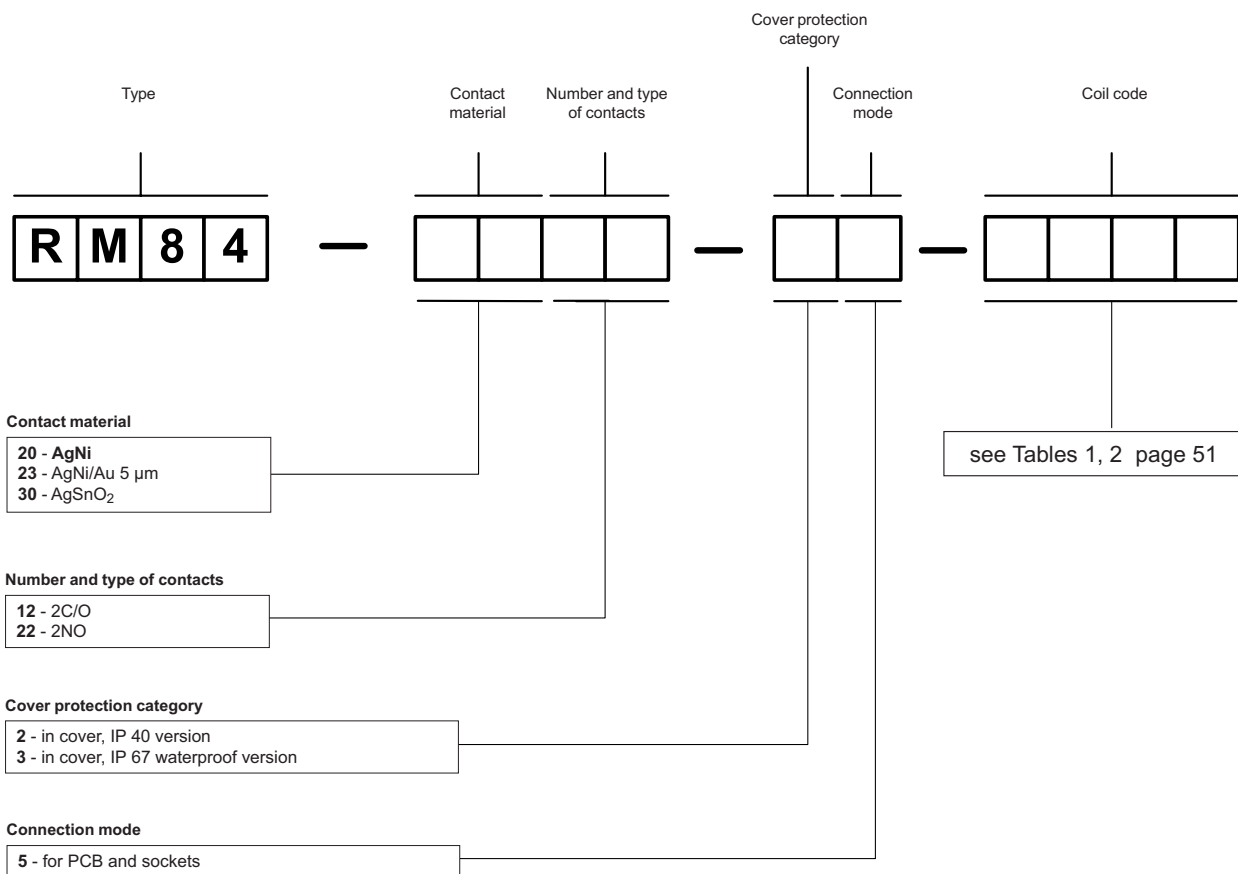 Cover protection
category
Type
Contact
material
Number and type
of contacts
Connection
mode
Coil code
RM84 — — —
Contact material
20 - AgNi
23 - AgNi/Au 5 µm
30 - AgSnO₂
see Tables 1, 2 page 51
Number and type of contacts
12 - 2C/O
22 - 2NO
Cover protection category
2 - in cover, IP 40 version
3 - in cover, IP 67 waterproof version
Connection mode
5 - for PCB and sockets